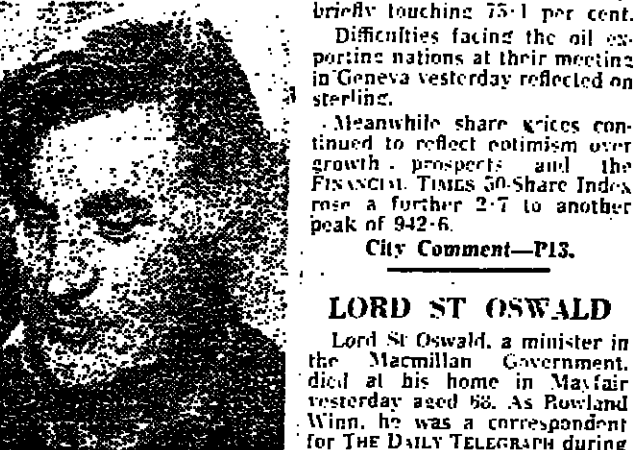 briefly touching 75·1 per cent.
Difficulties facing the oil ex-
porting nations at their meeting
in Geneva yesterday reflected on
sterling.
Meanwhile share prices con-
tinued to reflect optimism over
growth prospects and the
FINANCIAL TIMES 30-Share Index
rose a further 2·7 to another
peak of 942·6.
City Comment—P13.
LORD ST OSWALD
Lord St Oswald, a minister in
the Macmillan Government,
died at his home in Mayfair
yesterday aged 68. As Rowland
Winn, he was a correspondent
for THE DAILY TELEGRAPH during